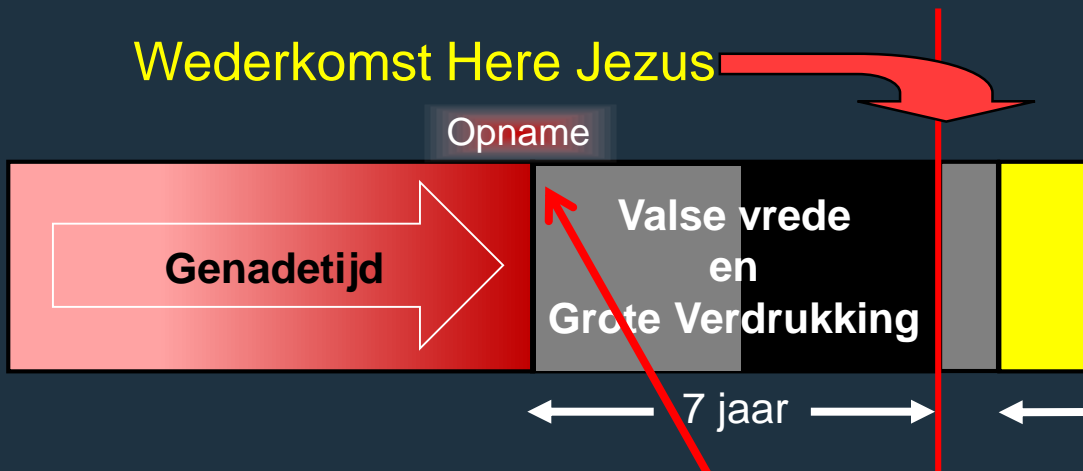 Wederkomst Here Jezus
Opname
Genadetijd
Valse vrede
en
Grote Verdrukking
7 jaar